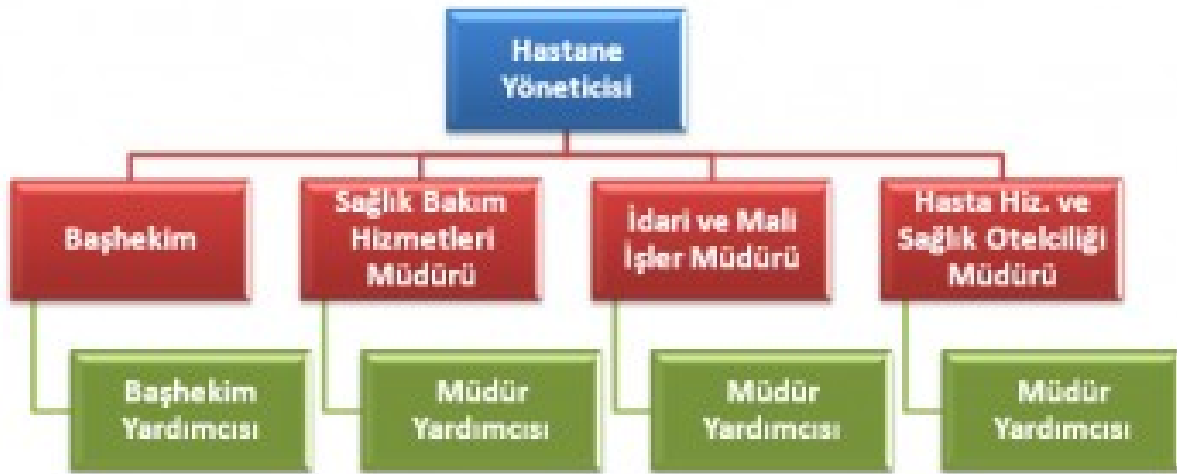 Hastane
Yöneticisi
Başhekim
Sağlık Bakım
Hizmetleri
Müdürü
İdari ve Mali
İşler Müdürü
Hasta Hiz. ve
Sağlık Otelciliği
Müdürü
Başhekim
Yardımcısı
Müdür
Yardımcısı
Müdür
Yardımcısı
Müdür
Yardımcısı